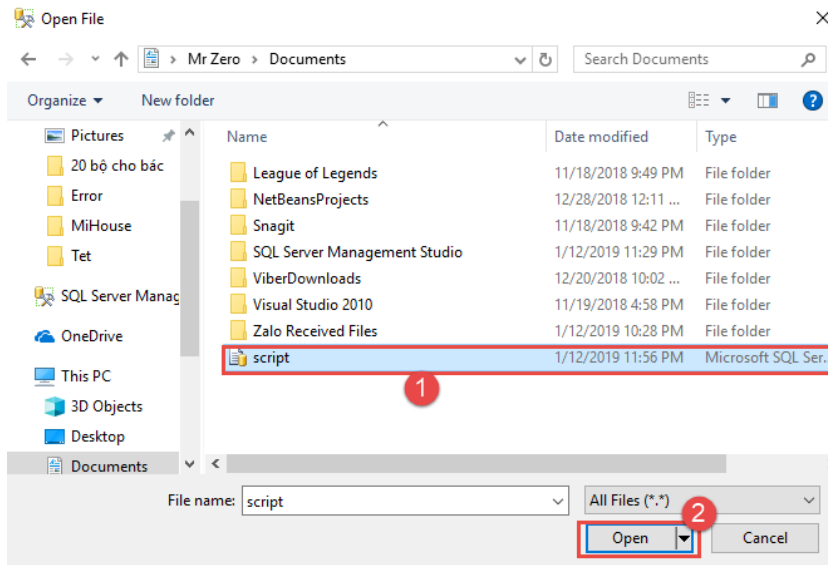 Open File
Mr Zero > Documents
Search Documents
Organize
New folder
Name
Date modified
Type
Pictures
20 bộ cho bác
Error
MiHouse
Tet
SQL Server Manag
OneDrive
This PC
3D Objects
Desktop
Documents
League of Legends 11/18/2018 9:49 PM File folder
NetBeansProjects 12/28/2018 12:11 ... File folder
Snagit 11/18/2018 9:42 PM File folder
SQL Server Management Studio 1/12/2019 11:29 PM File folder
ViberDownloads 12/20/2018 10:02 ... File folder
Visual Studio 2010 11/19/2018 4:58 PM File folder
Zalo Received Files 1/12/2019 10:28 PM File folder
script 1/12/2019 11:56 PM Microsoft SQL Ser...
1
File name: script
All Files (*.*)
2
Open
Cancel